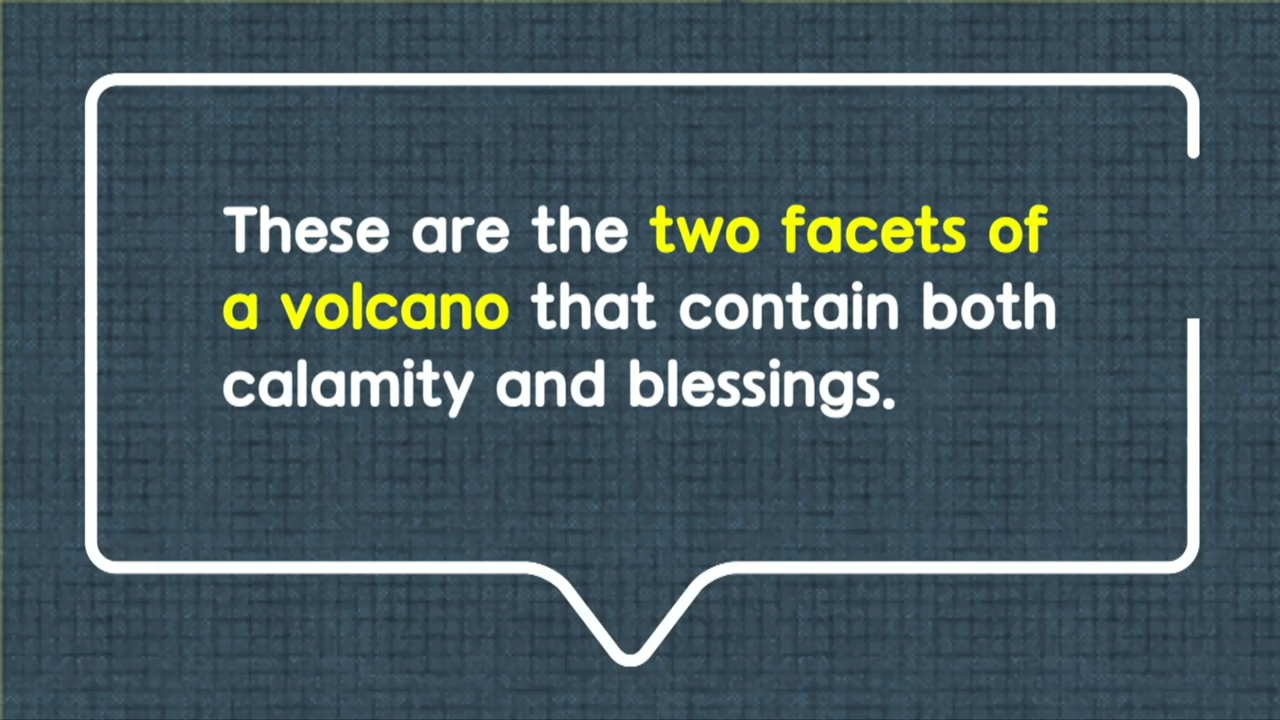 These are the two facets of
a volcano that contain both
calamity and blessings.